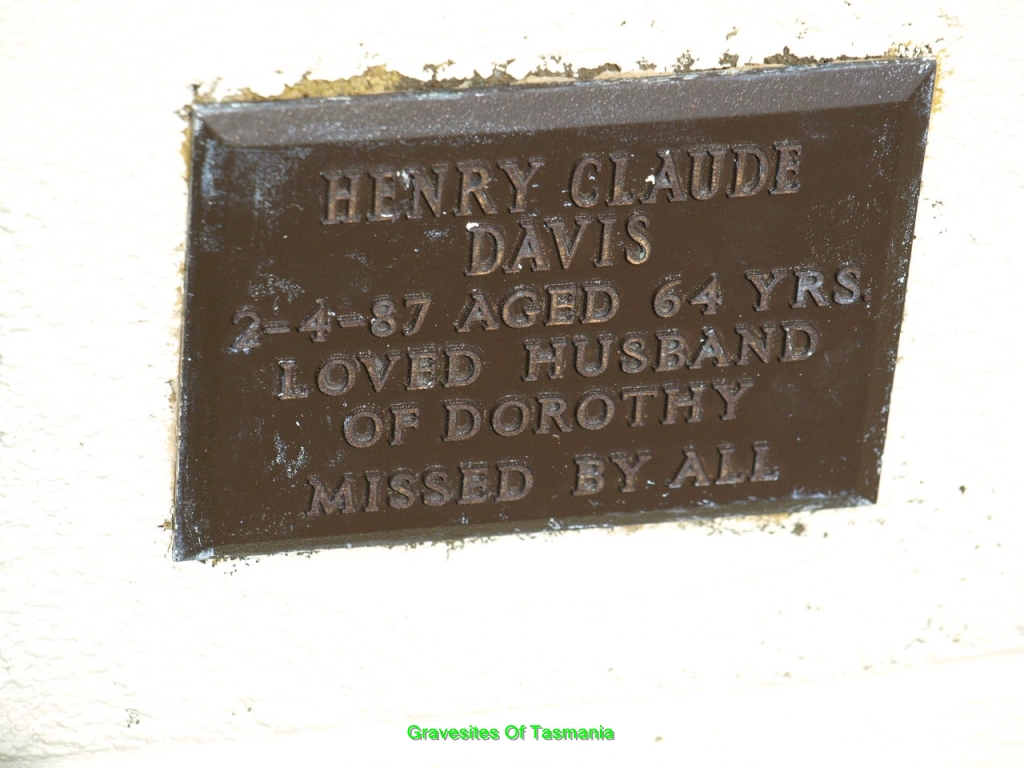 HENRY CLAUDE
DAVIS
2-4-87 AGED 64 YRS.
LOVED HUSBAND
OF DOROTHY
MISSED BY ALL
Gravesites Of Tasmania